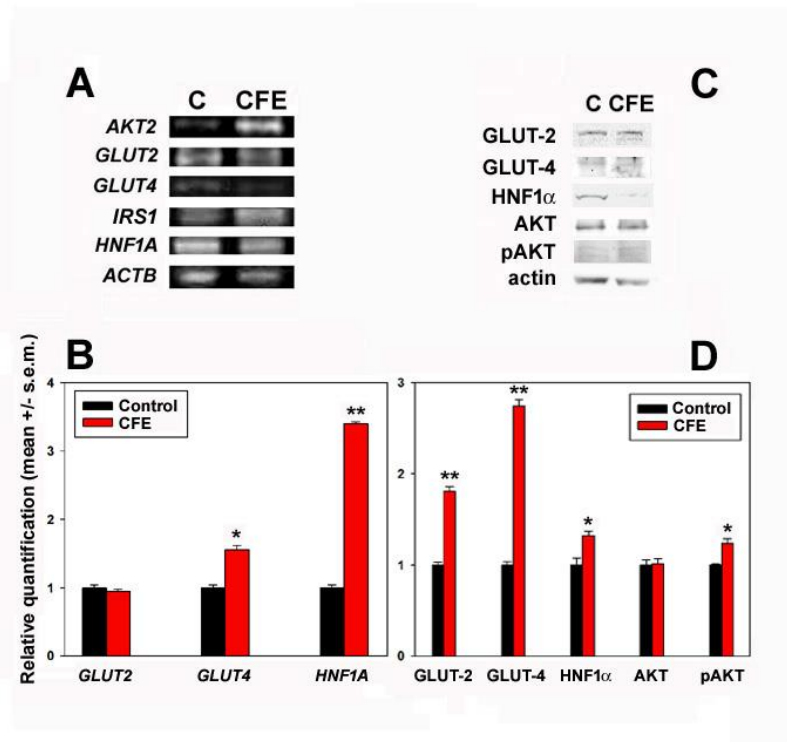 A
C CFE
AKT2
GLUT2
GLUT4
IRS1
HNF1A
ACTB
C
C CFE
GLUT-2
GLUT-4
HNF1α
AKT
pAKT
actin
B
Relative quantification (mean +/- s.e.m.)
4
3
2
1
0
Control
CFE
*
**
GLUT2 GLUT4 HNF1A
D
3
2
1
0
Control
CFE
**
**
*
*
GLUT-2 GLUT-4 HNF1α AKT pAKT